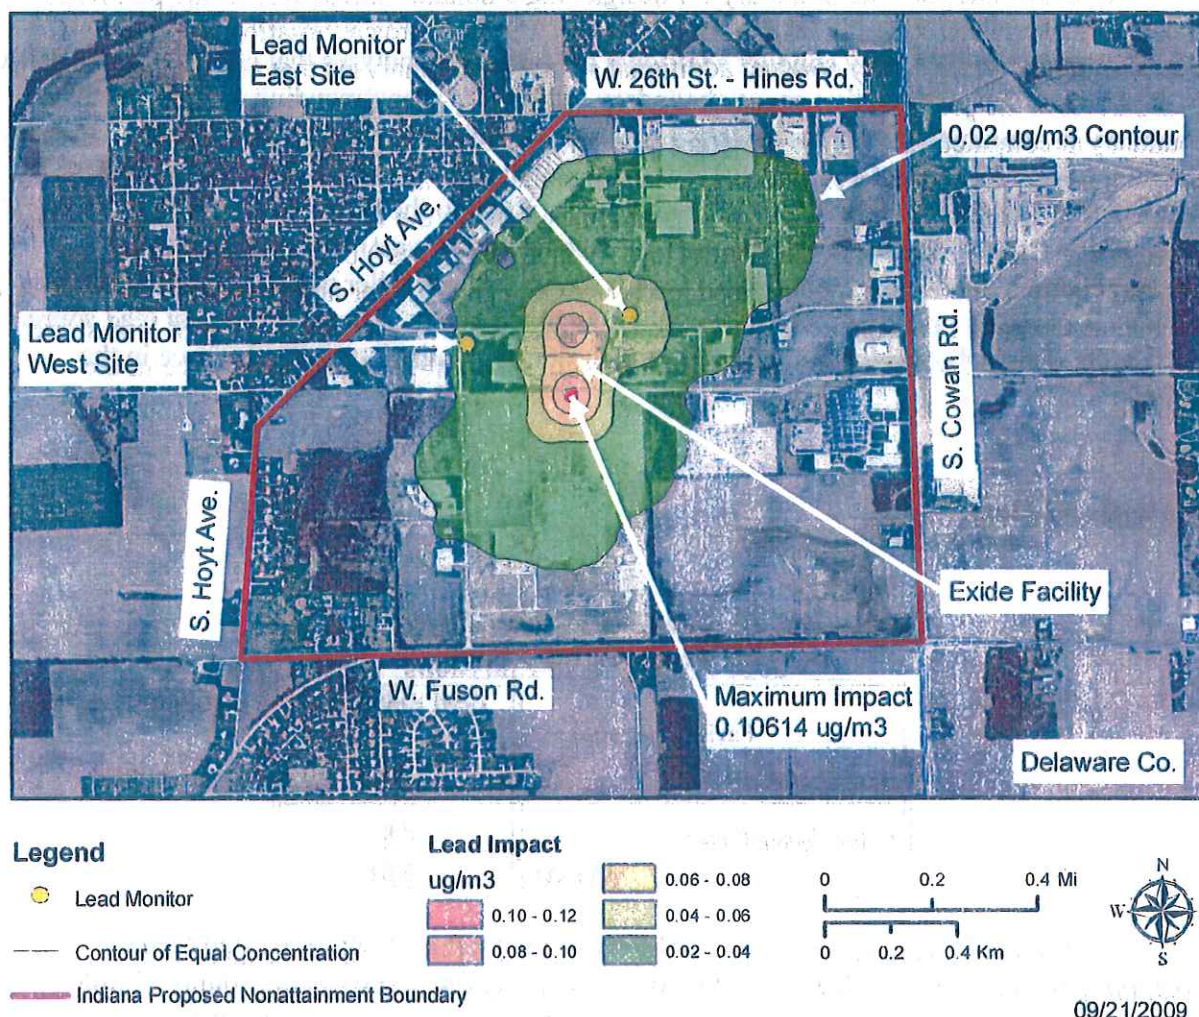 Lead Monitor
East Site
W. 26th St. - Hines Rd.
0.02 ug/m3 Contour
S. Hoyt Ave.
Lead Monitor
West Site
S. Cowan Rd.
S. Hoyt Ave.
Exide Facility
W. Fuson Rd.
Maximum Impact
0.10614 ug/m3
Delaware Co.
Legend
Lead Monitor
Contour of Equal Concentration
Indiana Proposed Nonattainment Boundary
Lead Impact
ug/m3
0.10 - 0.12
0.08 - 0.10
0.06 - 0.08
0.04 - 0.06
0.02 - 0.04
0 0.2 0.4 Mi
0 0.2 0.4 Km
N
W
S
09/21/2009